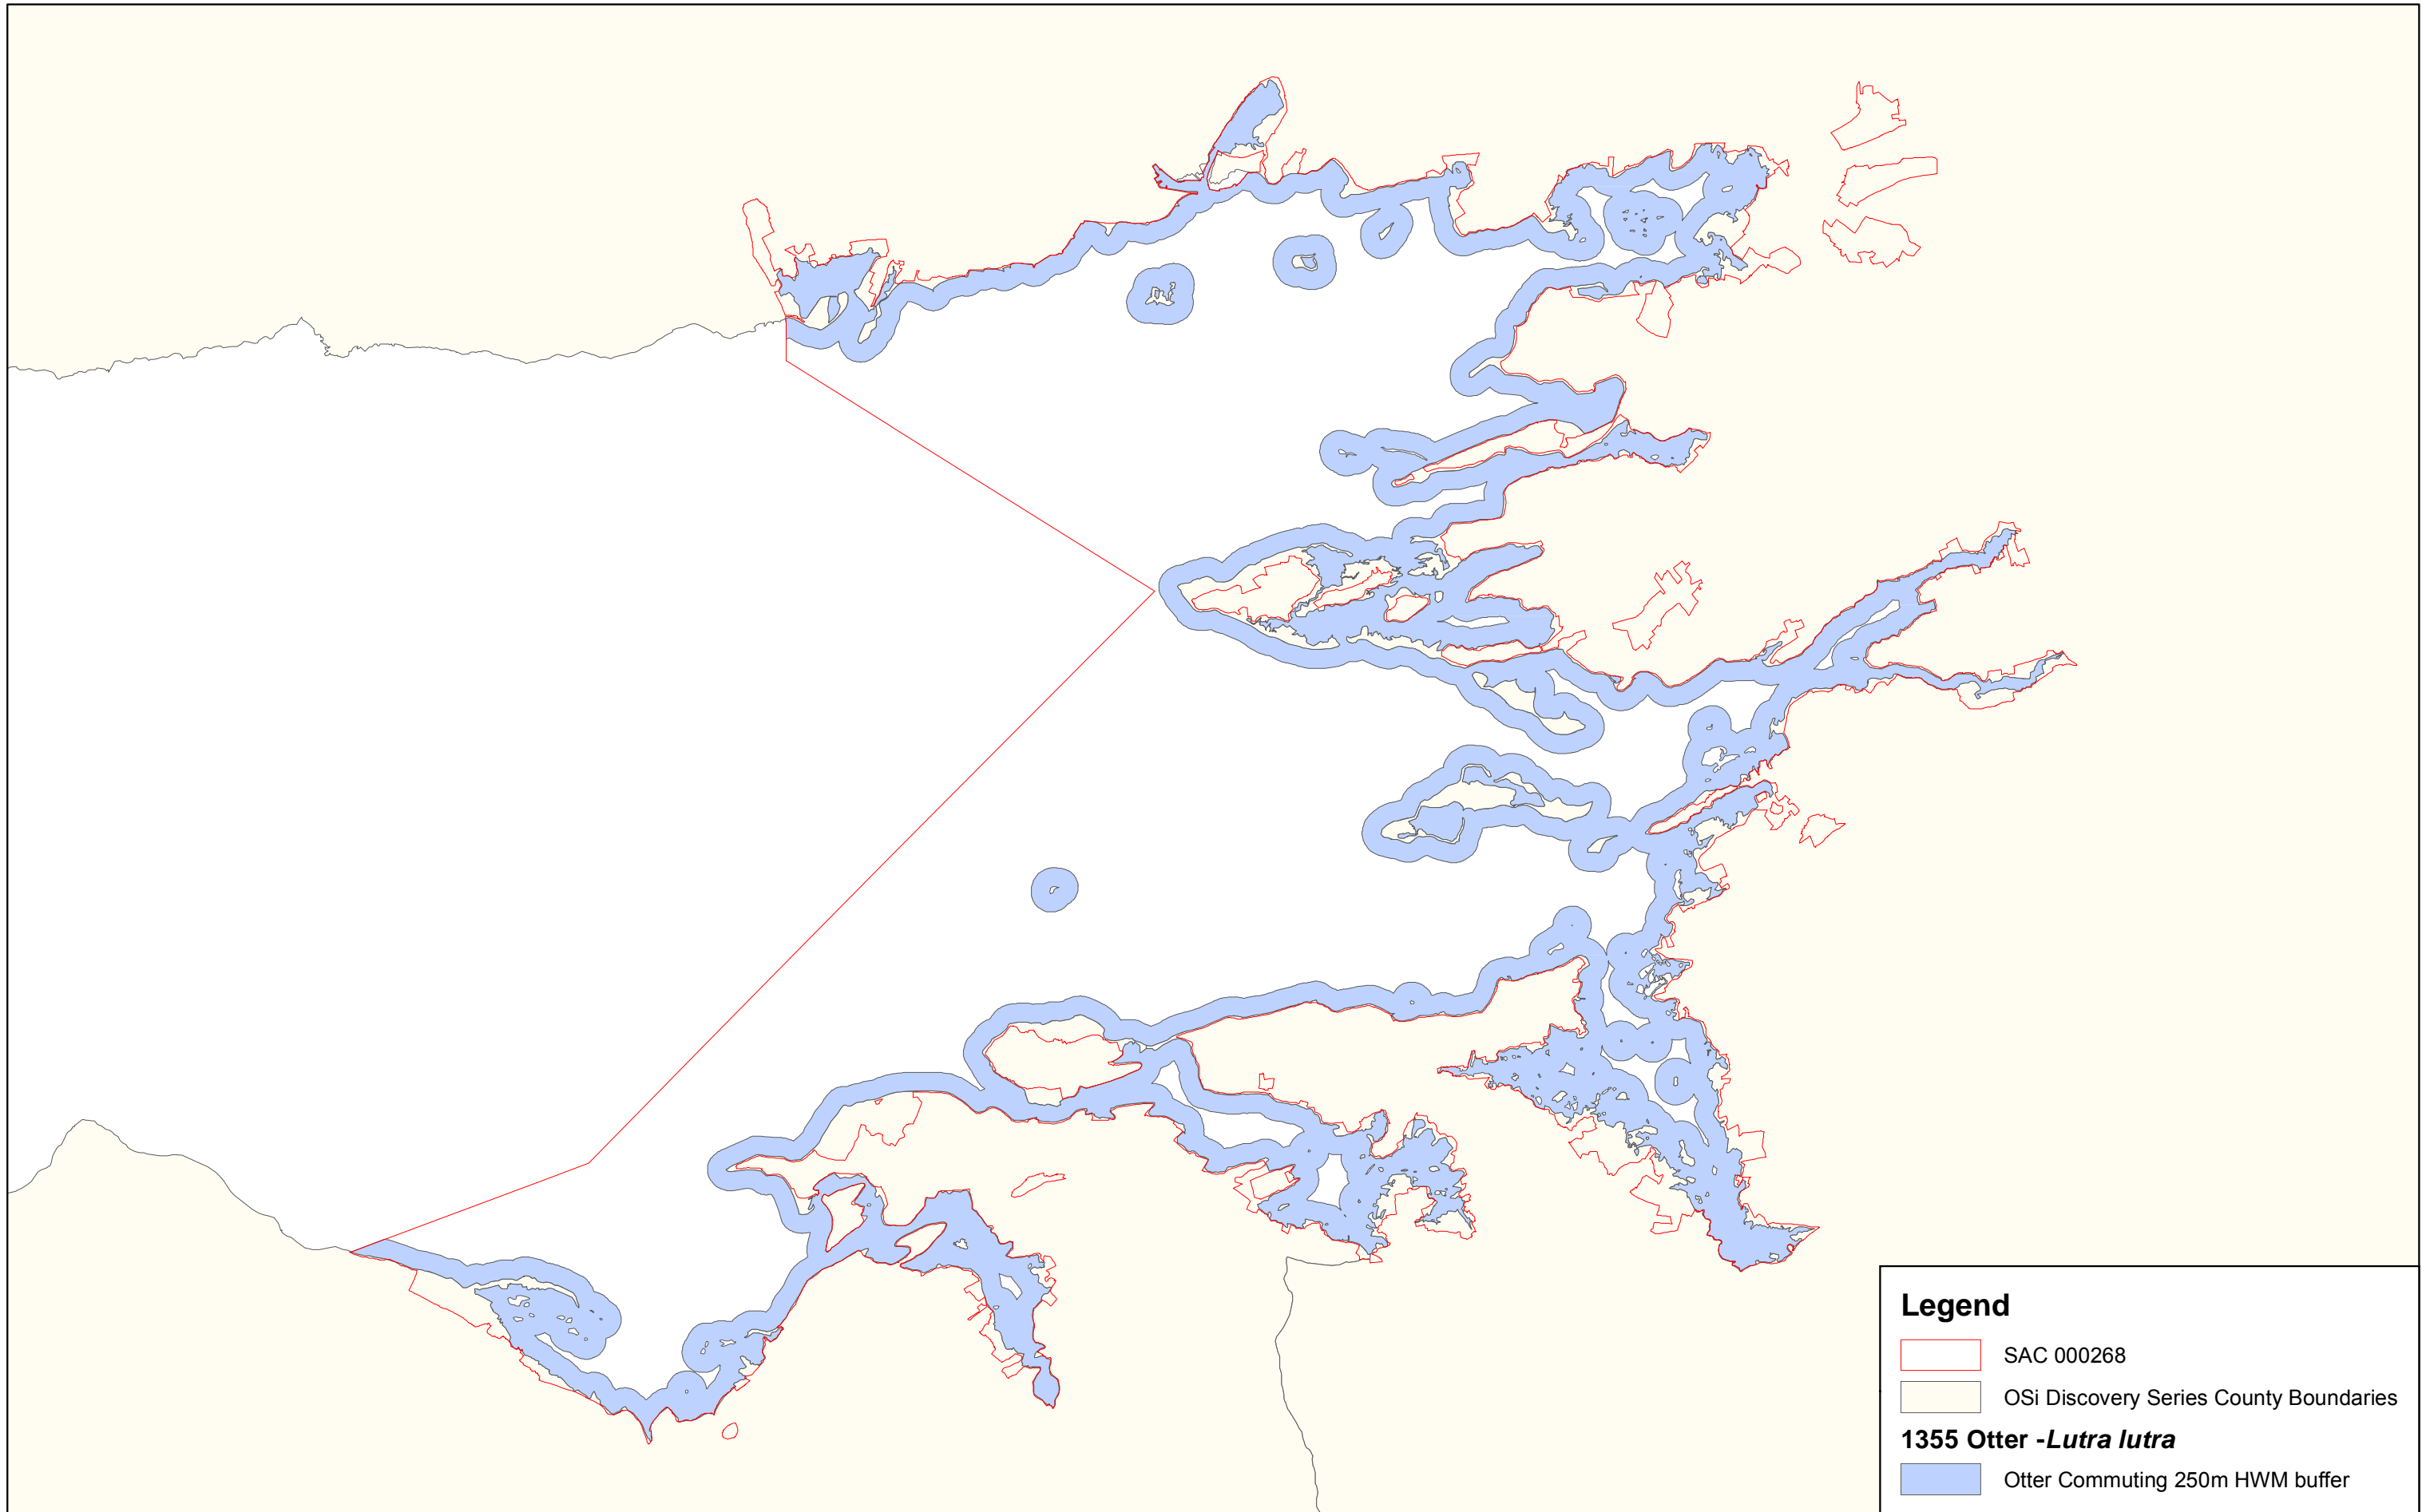 Legend
SAC 000268
OSi Discovery Series County Boundaries
1355 Otter -Lutra lutra
Otter Commuting 250m HWM buffer